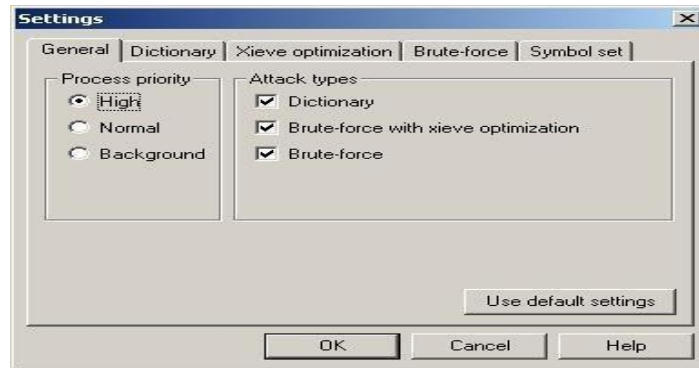 Settings
General Dictionary Xieve optimization Brute-force Symbol set
Process priority
High
Normal
Background
Attack types
Dictionary
Brute-force with xieve optimization
Brute-force
Use default settings
OK Cancel Help